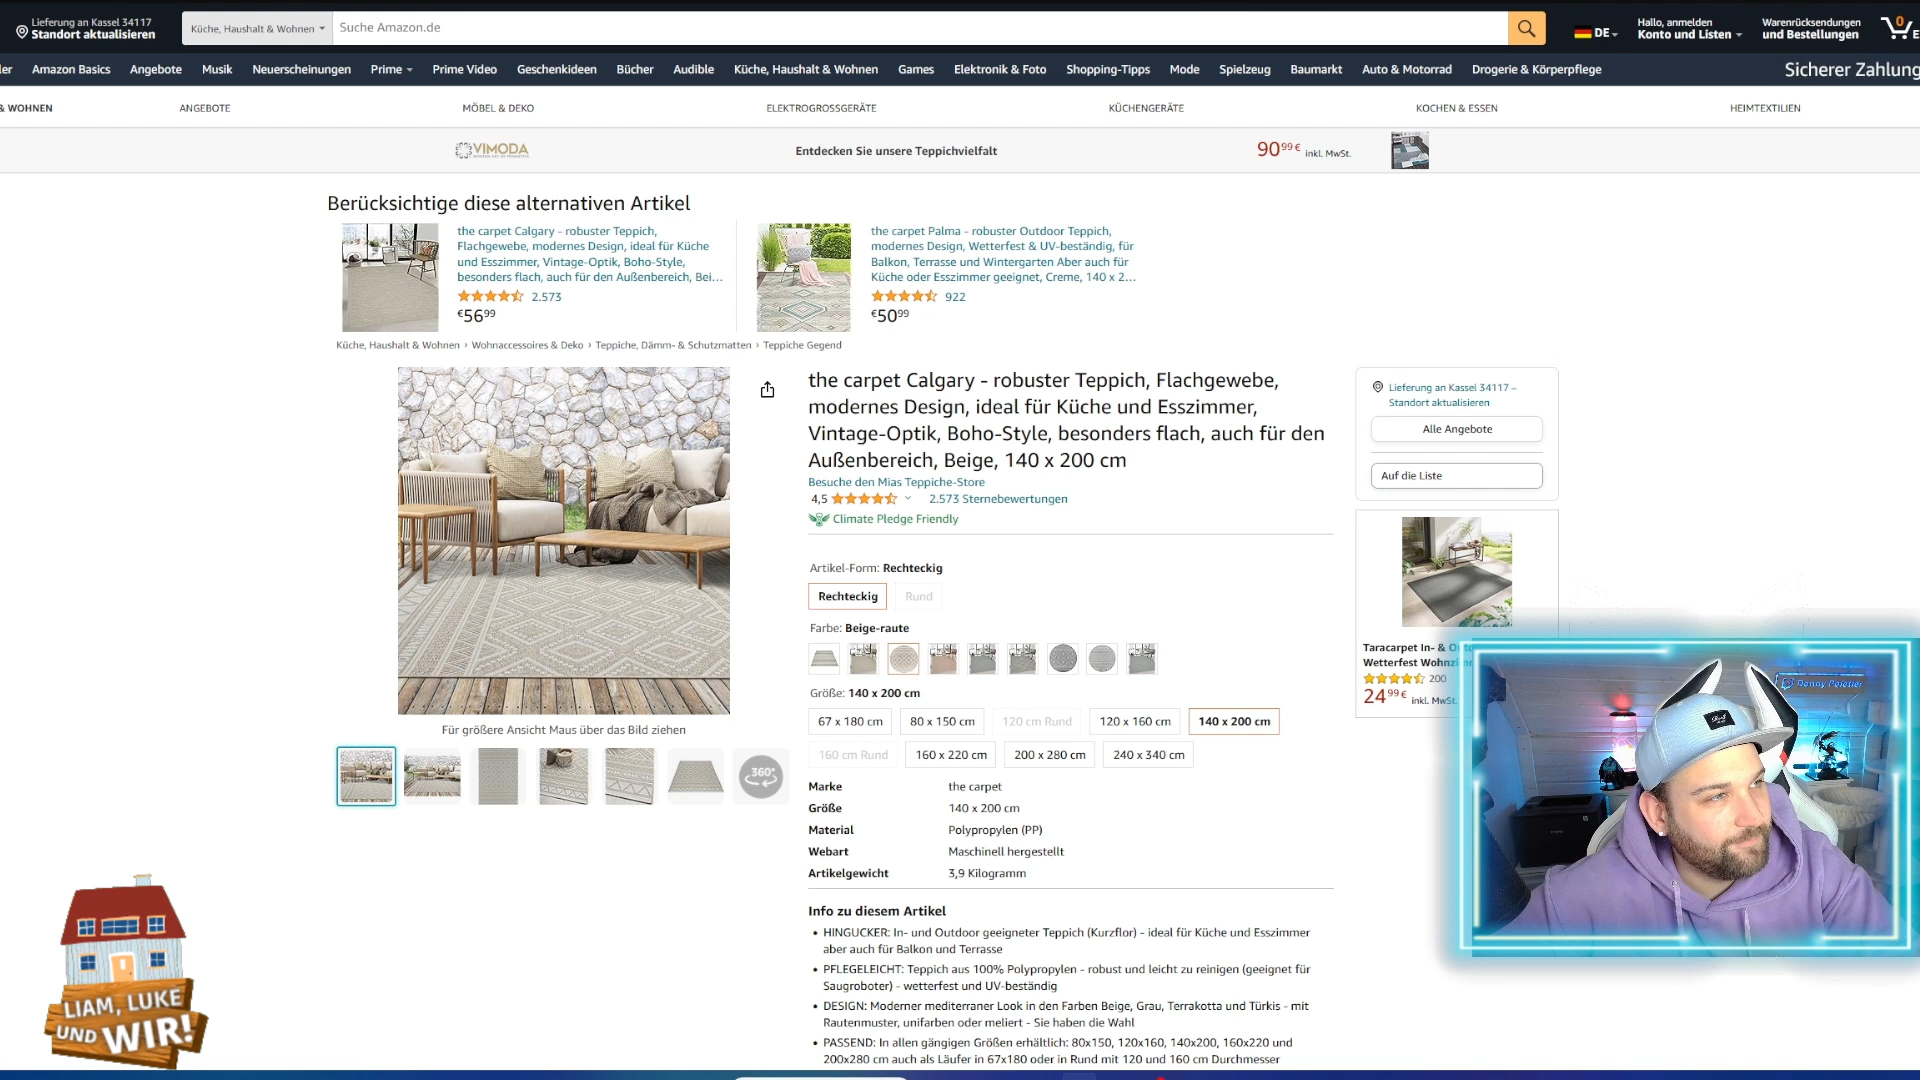 Lieferung an Kassel 34117
Standort aktualisieren
Küche, Haushalt & Wohnen
Suche Amazon.de
DE
Hallo, anmelden
Konto und Listen
Warenrücksendungen
und Bestellungen
0
Amazon Basics
Angebote
Musik
Neuerscheinungen
Prime
Prime Video
Geschenkideen
Bücher
Audible
Küche, Haushalt & Wohnen
Games
Elektronik & Foto
Shopping-Tipps
Mode
Spielzeug
Baumarkt
Auto & Motorrad
Drogerie & Körperpflege
Sicherer Zahlung
& WOHNEN
ANGEBOTE
MÖBEL & DEKO
ELEKTROGROSSGERÄTE
KÜCHENGERÄTE
KOCHEN & ESSEN
HEIMTEXTILIEN
VIMODA
Entdecken Sie unsere Teppichvielfalt
90 99 € inkl. MwSt.
Berücksichtige diese alternativen Artikel
the carpet Calgary - robuster Teppich,
Flachgewebe, modernes Design, ideal für Küche
und Esszimmer, Vintage-Optik, Boho-Style,
besonders flach, auch für den Außenbereich, Bei…
2.573
€56 99
the carpet Palma - robuster Outdoor Teppich,
modernes Design, Wetterfest & UV-beständig, für
Balkon, Terrasse und Wintergarten Aber auch für
Küche oder Esszimmer geeignet, Creme, 140 x 2…
922
€50 99
Küche, Haushalt & Wohnen › Wohnaccessoires & Deko › Teppiche, Dämm- & Schutzmatten › Teppiche Gegend
the carpet Calgary - robuster Teppich, Flachgewebe,
modernes Design, ideal für Küche und Esszimmer,
Vintage-Optik, Boho-Style, besonders flach, auch für den
Außenbereich, Beige, 140 x 200 cm
Besuche den Mias Teppiche-Store
4,5
2.573 Sternebewertungen
Climate Pledge Friendly
Artikel-Form: Rechteckig
Rechteckig
Rund
Farbe: Beige-raute
Größe: 140 x 200 cm
67 x 180 cm
80 x 150 cm
120 cm Rund
120 x 160 cm
140 x 200 cm
160 cm Rund
160 x 220 cm
200 x 280 cm
240 x 340 cm
Marke the carpet
Größe 140 x 200 cm
Material Polypropylen (PP)
Webart Maschinell hergestellt
Artikelgewicht 3,9 Kilogramm
Info zu diesem Artikel
• HINGUCKER: In- und Outdoor geeigneter Teppich (Kurzflor) - ideal für Küche und Esszimmer
aber auch für Balkon und Terrasse
• PFLEGELEICHT: Teppich aus 100% Polypropylen - robust und leicht zu reinigen (geeignet für
Saugroboter) - wetterfest und UV-beständig
• DESIGN: Moderner mediterraner Look in den Farben Beige, Grau, Terrakotta und Türkis - mit
Rautenmuster, unifarben oder meliert - Sie haben die Wahl
• PASSEND: In allen gängigen Größen erhältlich: 80x150, 120x160, 140x200, 160x220 und
200x280 cm auch als Läufer in 67x180 oder in Rund mit 120 und 160 cm Durchmesser
Für größere Ansicht Maus über das Bild ziehen
360°
Lieferung an Kassel 34117 –
Standort aktualisieren
Alle Angebote
Auf die Liste
Taracarpet In- &
Wetterfest
200
24 99 € inkl. MwSt.
LIAM, LUKE
UND WIR!